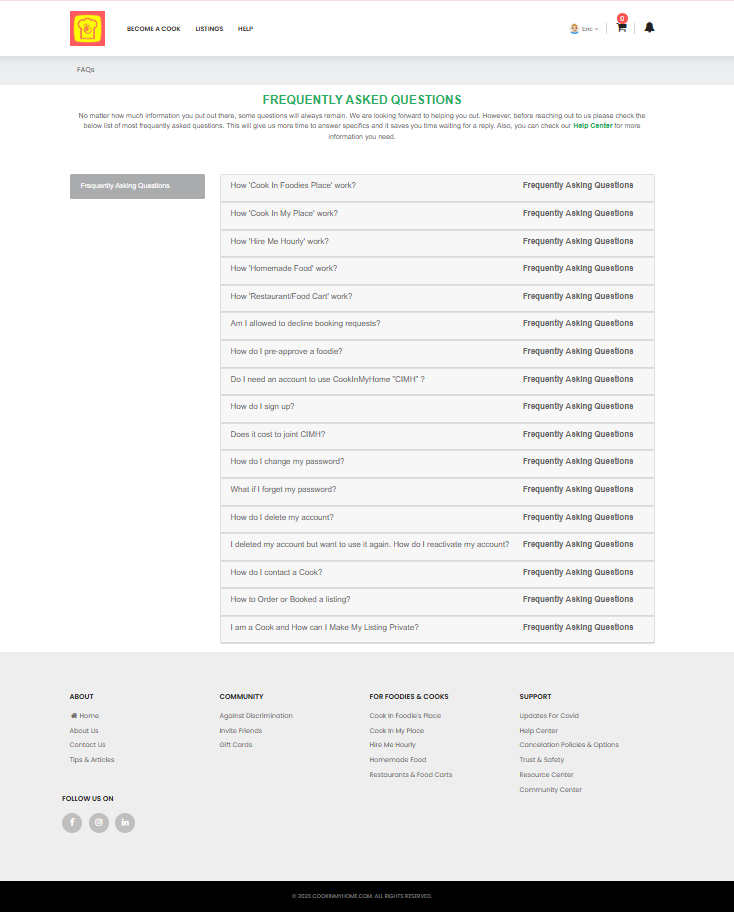 BECOME A COOK
LISTINGS
HELP
Eric
0
FAQs
FREQUENTLY ASKED QUESTIONS
No matter how much information you put out there, some questions will always remain. We are looking forward to helping you out. However, before reaching out to us please check the
below list of most frequently asked questions. This will give us more time to answer specifics and it saves you time waiting for a reply. Also, you can check our Help Center for more
information you need.
Frequently Asking Questions
How 'Cook In Foodies Place' work? Frequently Asking Questions
How 'Cook In My Place' work? Frequently Asking Questions
How 'Hire Me Hourly' work? Frequently Asking Questions
How 'Homemade Food' work? Frequently Asking Questions
How 'Restaurant/Food Cart' work? Frequently Asking Questions
Am I allowed to decline booking requests? Frequently Asking Questions
How do I pre-approve a foodie? Frequently Asking Questions
Do I need an account to use CookInMyHome "CIMH" ? Frequently Asking Questions
How do I sign up? Frequently Asking Questions
Does it cost to joint CIMH? Frequently Asking Questions
How do I change my password? Frequently Asking Questions
What if I forget my password? Frequently Asking Questions
How do I delete my account? Frequently Asking Questions
I deleted my account but want to use it again. How do I reactivate my account? Frequently Asking Questions
How do I contact a Cook? Frequently Asking Questions
How to Order or Booked a listing? Frequently Asking Questions
I am a Cook and How can I Make My Listing Private? Frequently Asking Questions
ABOUT
Home
About Us
Contact Us
Tips & Articles
COMMUNITY
Against Discrimination
Invite Friends
Gift Cards
FOR FOODIES & COOKS
Cook In Foodie's Place
Cook In My Place
Hire Me Hourly
Homemade Food
Restaurants & Food Carts
SUPPORT
Updates For Covid
Help Center
Cancelation Policies & Options
Trust & Safety
Resource Center
Community Center
FOLLOW US ON
© 2023 COOKINMYHOME.COM. ALL RIGHTS RESERVED.